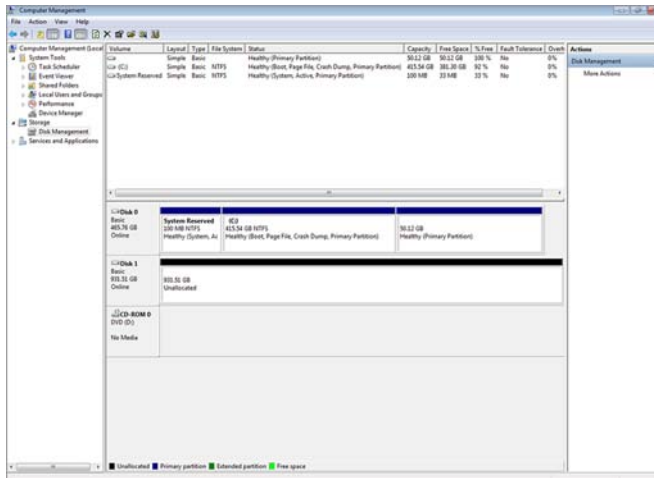 Computer Management
File Action View Help
Computer Management (Local
System Tools
Task Scheduler
Event Viewer
Shared Folders
Local Users and Groups
Performance
Device Manager
Storage
Disk Management
Services and Applications
Volume Layout Type File System Status Capacity Free Space % Free Fault Tolerance Overh
Simple Basic Healthy (Primary Partition) 50.12 GB 50.12 GB 100 % No 0%
(C:) Simple Basic NTFS Healthy (Boot, Page File, Crash Dump, Primary Partition) 415.54 GB 381.30 GB 92 % No 0%
System Reserved Simple Basic NTFS Healthy (System, Active, Primary Partition) 100 MB 33 MB 33 % No 0%
Actions
Disk Management
More Actions
Disk 0
Basic
465.76 GB
Online
System Reserved
100 MB NTFS
Healthy (System, Ac
(C:)
415.54 GB NTFS
Healthy (Boot, Page File, Crash Dump, Primary Partition)
50.12 GB
Healthy (Primary Partition)
Disk 1
Basic
931.51 GB
Online
931.51 GB
Unallocated
CD-ROM 0
DVD (D:)
No Media
Unallocated Primary partition Extended partition Free space